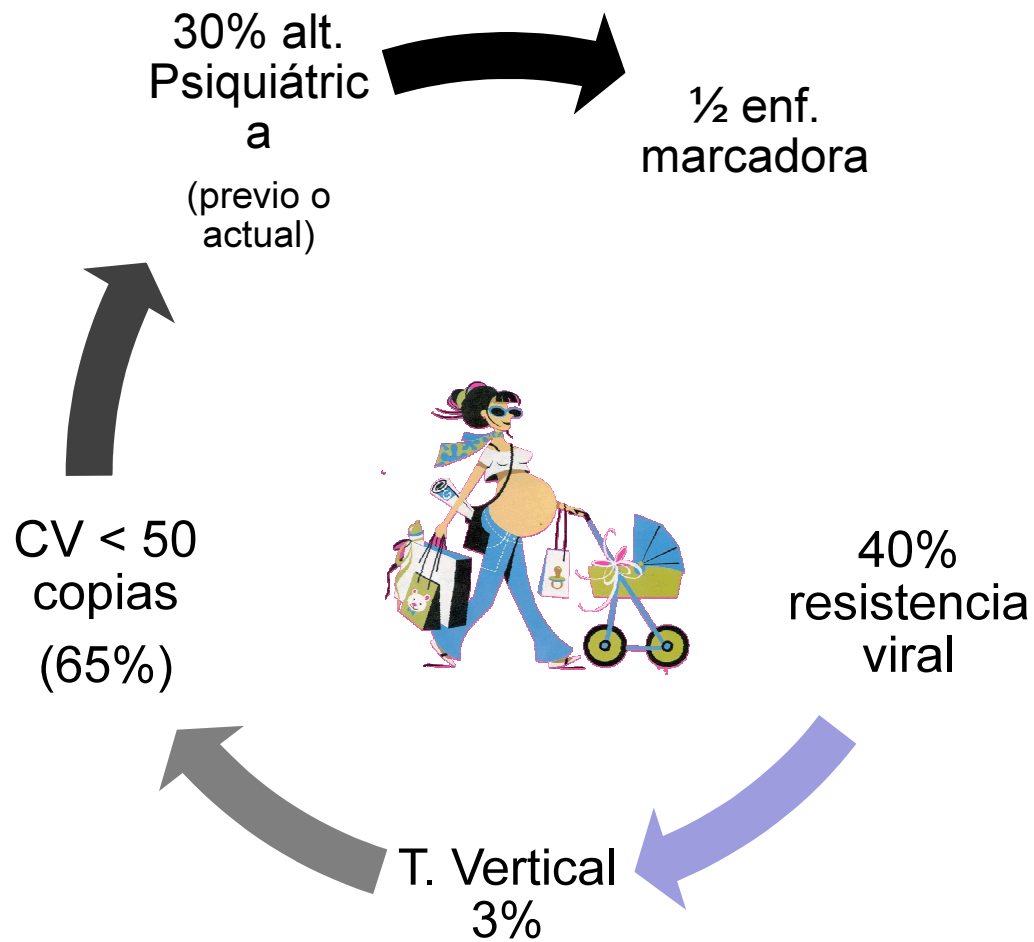 30% alt.
Psiquiátric
a
(previo o
actual)
½ enf.
marcadora
40%
resistencia
viral
T. Vertical
3%
CV < 50
copias
(65%)